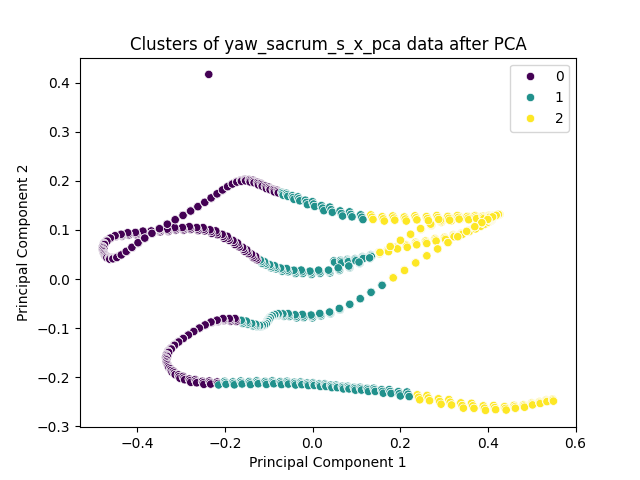 Clusters of yaw_sacrum_s_x_pca data after PCA
0
1
2
0.4
0.3
0.2
0.1
0.0
−0.1
−0.2
−0.3
Principal Component 2
−0.4 −0.2 0.0 0.2 0.4 0.6
Principal Component 1